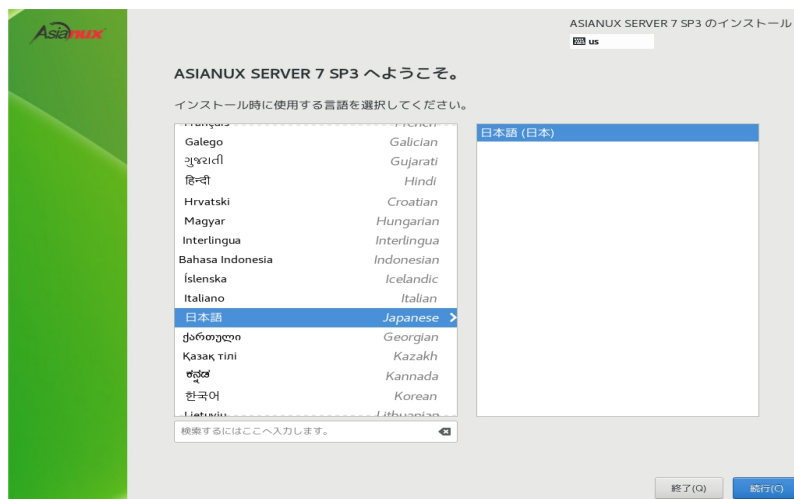 Asianux
ASIANUX SERVER 7 SP3 のインストール
us
ASIANUX SERVER 7 SP3 へようこそ。
インストール時に使用する言語を選択してください。
Français French
Galego Galician
ગુજરાતી Gujarati
हिन्दी Hindi
Hrvatski Croatian
Magyar Hungarian
Interlingua Interlingua
Bahasa Indonesia Indonesian
Íslenska Icelandic
Italiano Italian
日本語 Japanese
ქართული Georgian
Қазақ тілі Kazakh
ಕನ್ನಡ Kannada
한국어 Korean
Lietuvių Lithuanian
日本語 (日本)
検索するにはここへ入力します。
終了(Q)
続行(C)